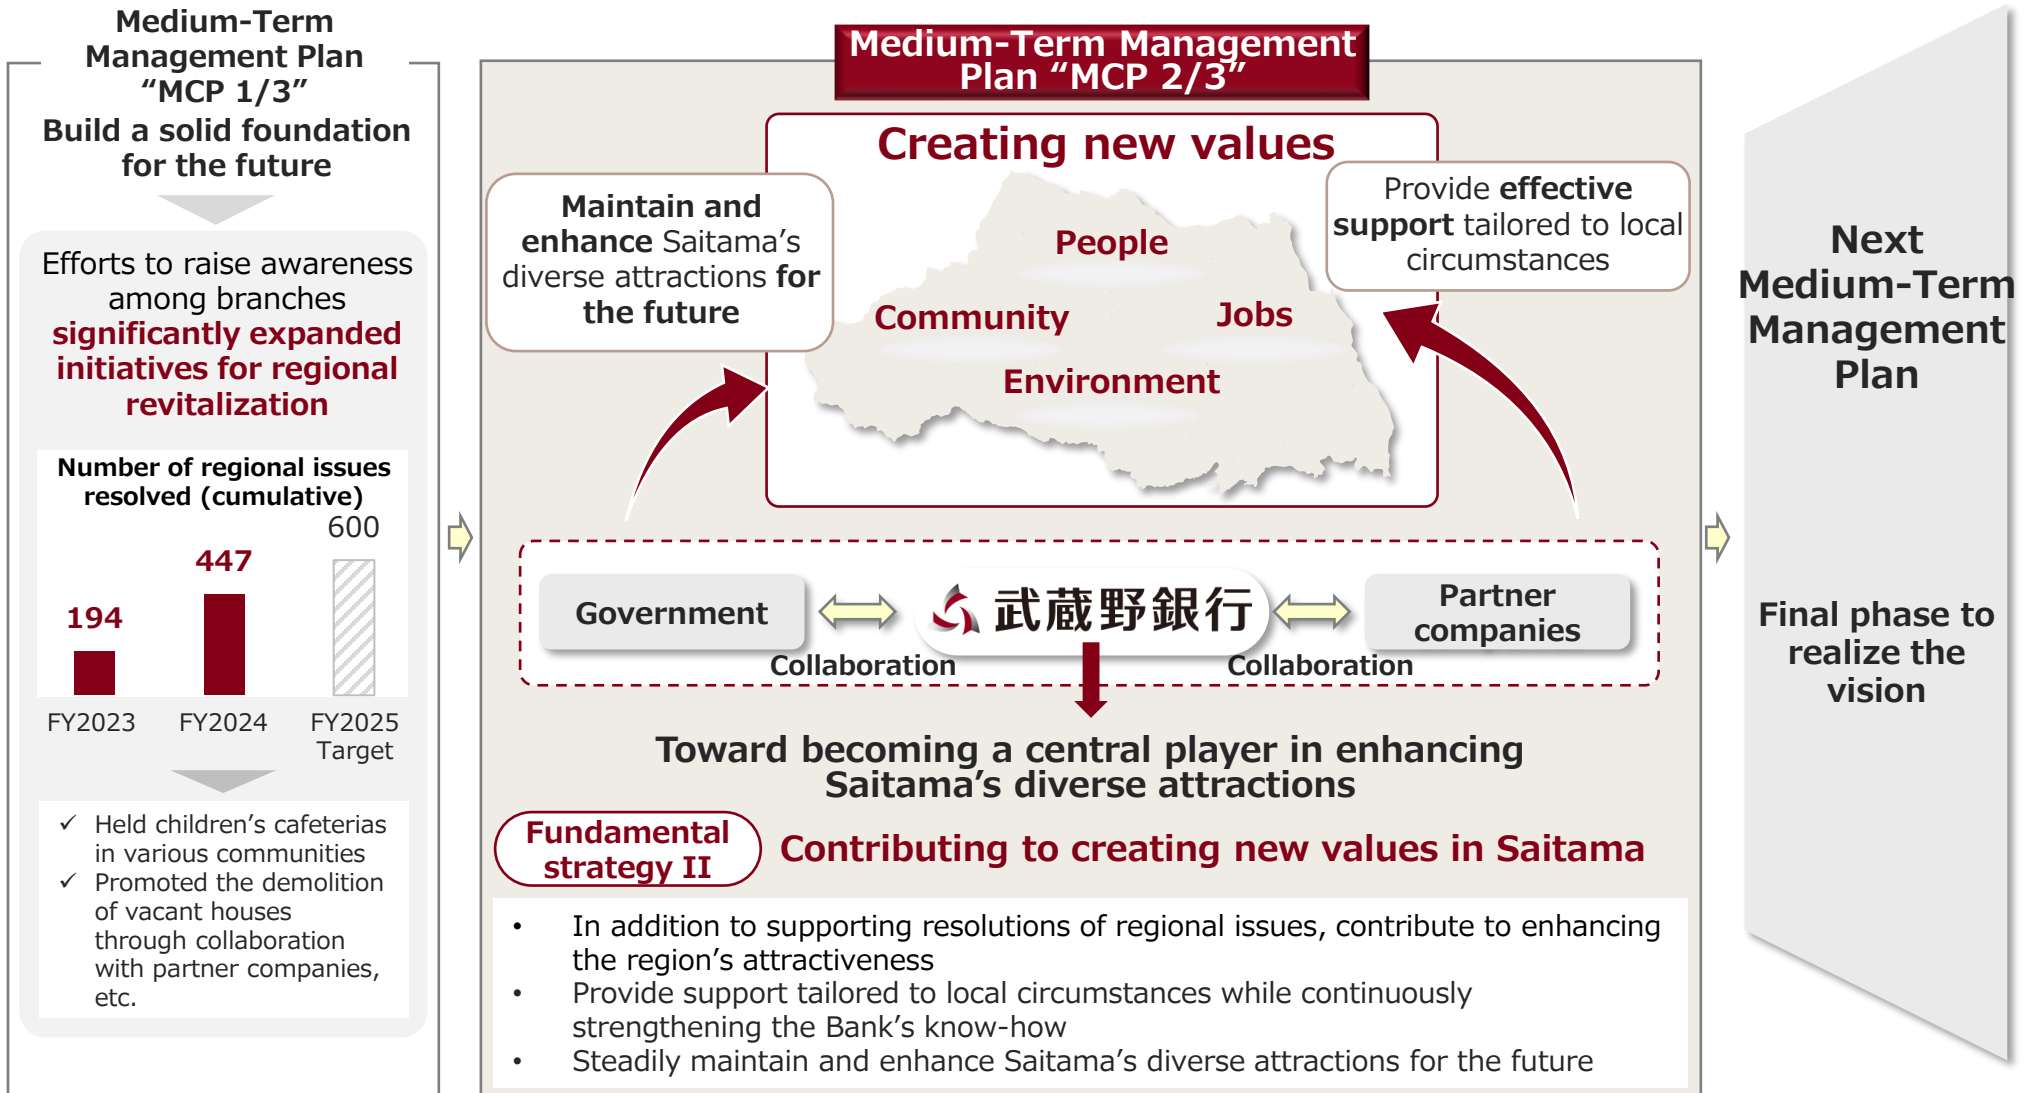 Medium-Term
Management Plan
“MCP 1/3”
Build a solid foundation
for the future
Efforts to raise awareness
among branches
significantly expanded
initiatives for regional
revitalization
Number of regional issues
resolved (cumulative)
600
447
194
FY2023
FY2024
FY2025
Target
✓ Held children’s cafeterias
in various communities
✓ Promoted the demolition
of vacant houses
through collaboration
with partner companies,
etc.
Medium-Term Management
Plan “MCP 2/3”
Creating new values
Maintain and
enhance Saitama’s
diverse attractions for
the future
Provide effective
support tailored to local
circumstances
People
Community
Jobs
Environment
Government
武蔵野銀行
Partner
companies
Collaboration
Collaboration
Toward becoming a central player in enhancing
Saitama’s diverse attractions
Fundamental
strategy II
Contributing to creating new values in Saitama
• In addition to supporting resolutions of regional issues, contribute to enhancing
the region’s attractiveness
• Provide support tailored to local circumstances while continuously
strengthening the Bank’s know-how
• Steadily maintain and enhance Saitama’s diverse attractions for the future
Next
Medium-Term
Management
Plan
Final phase to
realize the
vision